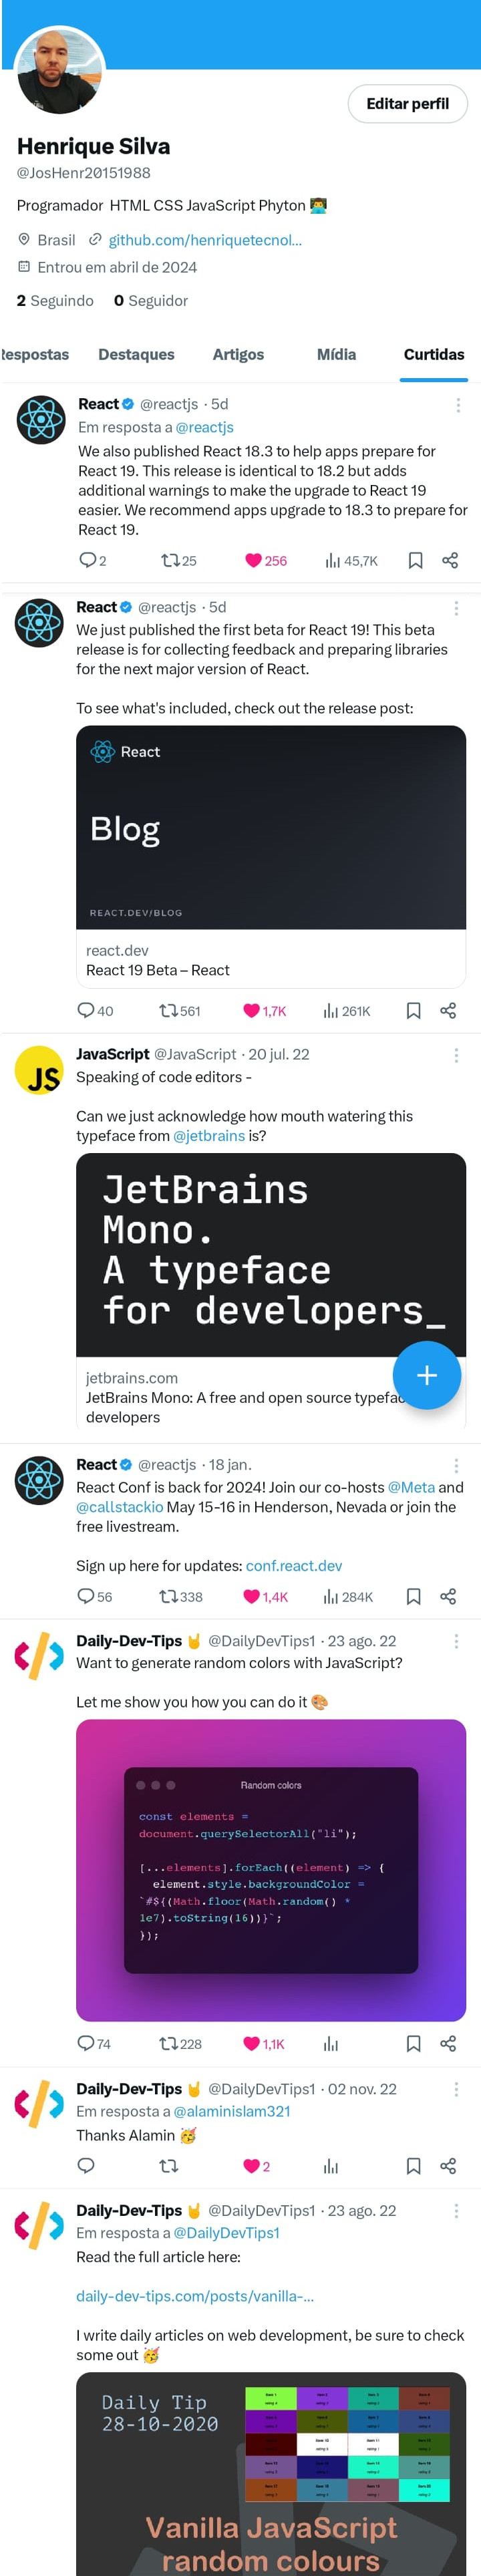 Editar perfil
Henrique Silva
@JosHenr20151988
Programador HTML CSS JavaScript Phyton
Brasil github.com/henriquetecnol...
Entrou em abril de 2024
2 Seguindo 0 Seguidor
Respostas Destaques Artigos Mídia Curtidas
React @reactjs · 5d
Em resposta a @reactjs
We also published React 18.3 to help apps prepare for
React 19. This release is identical to 18.2 but adds
additional warnings to make the upgrade to React 19
easier. We recommend apps upgrade to 18.3 to prepare for
React 19.
2 25 256 45,7K
React @reactjs · 5d
We just published the first beta for React 19! This beta
release is for collecting feedback and preparing libraries
for the next major version of React.
To see what's included, check out the release post:
React
Blog
REACT.DEV/BLOG
react.dev
React 19 Beta – React
40 561 1,7K 261K
JS
JavaScript @JavaScript · 20 jul. 22
Speaking of code editors -
Can we just acknowledge how mouth watering this
typeface from @jetbrains is?
JetBrains
Mono.
A typeface
for developers_
jetbrains.com
JetBrains Mono: A free and open source typefac
developers
React @reactjs · 18 jan.
React Conf is back for 2024! Join our co-hosts @Meta and
@callstackio May 15-16 in Henderson, Nevada or join the
free livestream.
Sign up here for updates: conf.react.dev
56 338 1,4K 284K
Daily-Dev-Tips @DailyDevTips1 · 23 ago. 22
Want to generate random colors with JavaScript?
Let me show you how you can do it
Random colors
const elements =
document.querySelectorAll("li");
[...elements].forEach((element) => {
element.style.backgroundColor =
`#${(Math.floor(Math.random() *
1e7).toString(16))}`;
});
74 228 1,1K
Daily-Dev-Tips @DailyDevTips1 · 02 nov. 22
Em resposta a @alaminislam321
Thanks Alamin
2
Daily-Dev-Tips @DailyDevTips1 · 23 ago. 22
Em resposta a @DailyDevTips1
Read the full article here:
daily-dev-tips.com/posts/vanilla-...
I write daily articles on web development, be sure to check
some out
Daily Tip
28-10-2020
Vanilla JavaScript
random colours